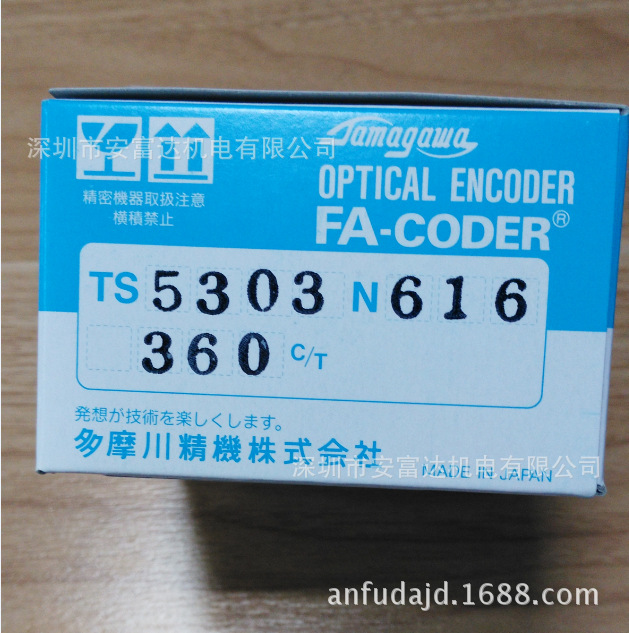 Tamagawa
深圳市安富达机电有限公司
OPTICAL ENCODER
FA-CODER®
精密機器取扱注意
横積禁止
TS 5303 N 616
360 C/T
発想が技術を楽しくします。
多摩川精機株式会社
深圳市安富达机电有限公司
MADE IN JAPAN
anfudajd.1688.com